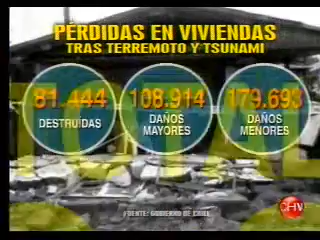 PÉRDIDAS EN VIVIENDAS
TRAS TERREMOTO Y TSUNAMI
81.444
DESTRUÍDAS
108.914
DAÑOS
MAYORES
179.693
DAÑOS
MENORES
FUENTE: GOBIERNO DE CHILE
CHV